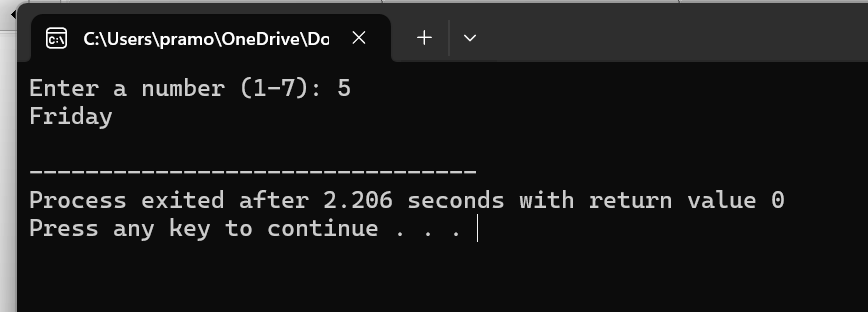 C:\Users\pramo\OneDrive\Do
Enter a number (1-7): 5
Friday
--------------------------------
Process exited after 2.206 seconds with return value 0
Press any key to continue . . .